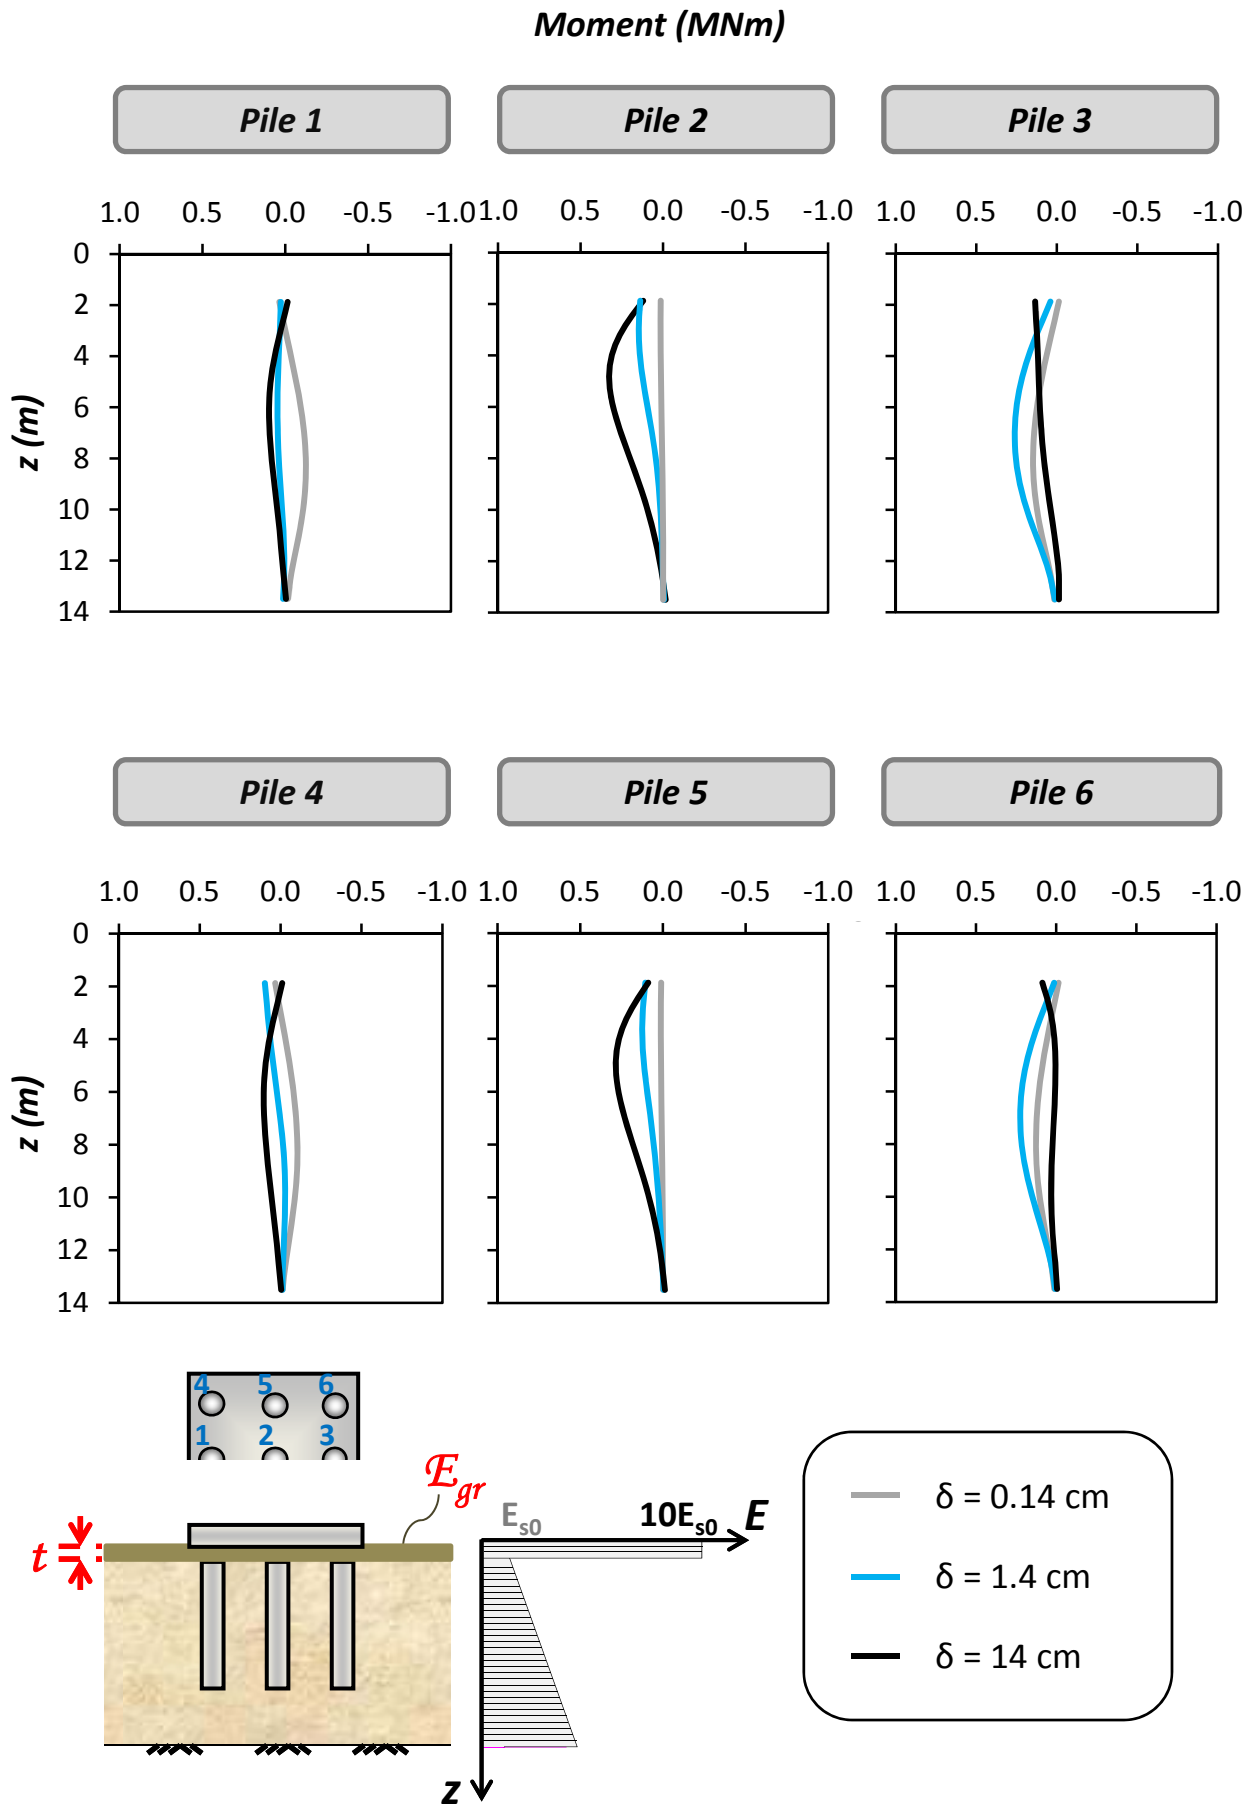 Moment (MNm)
Pile 1 Pile 2 Pile 3
1.0 0.5 0.0 -0.5 -1.0 1.0 0.5 0.0 -0.5 -1.0 1.0 0.5 0.0 -0.5 -1.0
0
2
4
6
8
10
12
14
z (m)
Pile 4 Pile 5 Pile 6
1.0 0.5 0.0 -0.5 -1.0 1.0 0.5 0.0 -0.5 -1.0 1.0 0.5 0.0 -0.5 -1.0
0
2
4
6
8
10
12
14
z (m)
4 5 6
1 2 3
E_gr
t
E_s0 10E_s0 E
z
δ = 0.14 cm
δ = 1.4 cm
δ = 14 cm